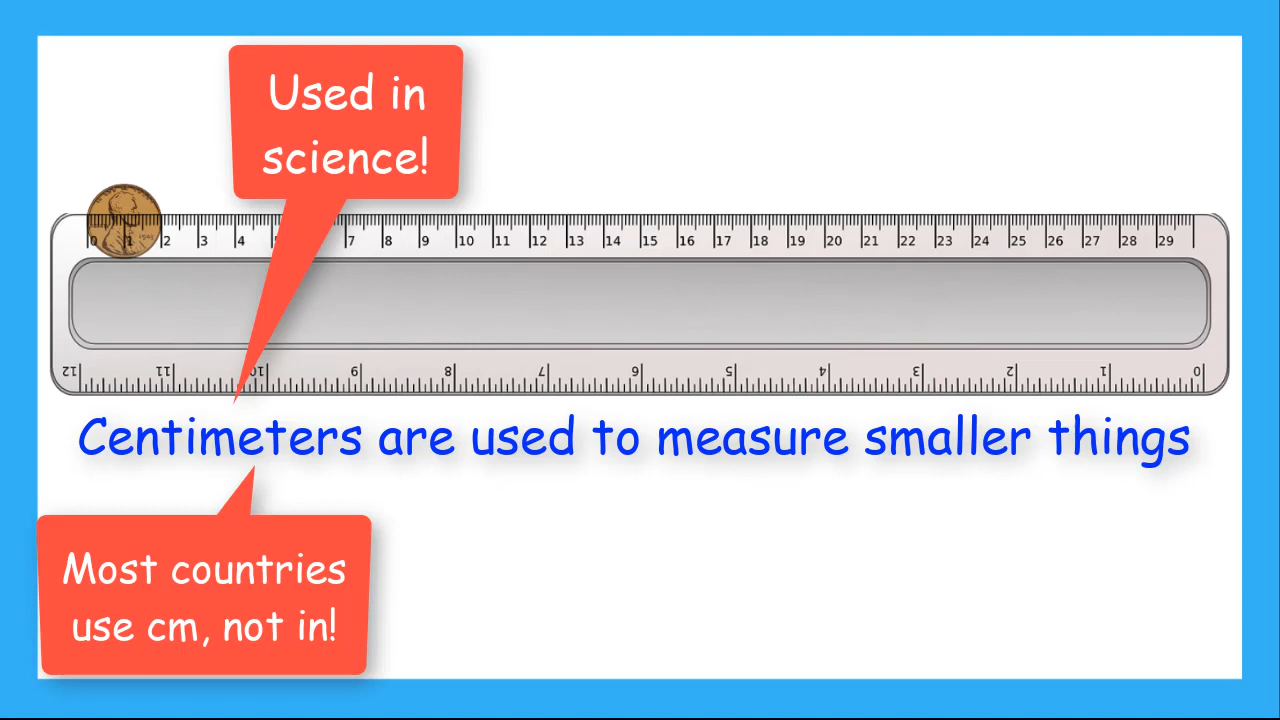 Used in
science!
0 1 2 3 4 7 8 9 10 11 12 13 14 15 16 17 18 19 20 21 22 23 24 25 26 27 28 29
12 11 10 9 8 7 6 5 4 3 2 1 0
Centimeters are used to measure smaller things
Most countries
use cm, not in!